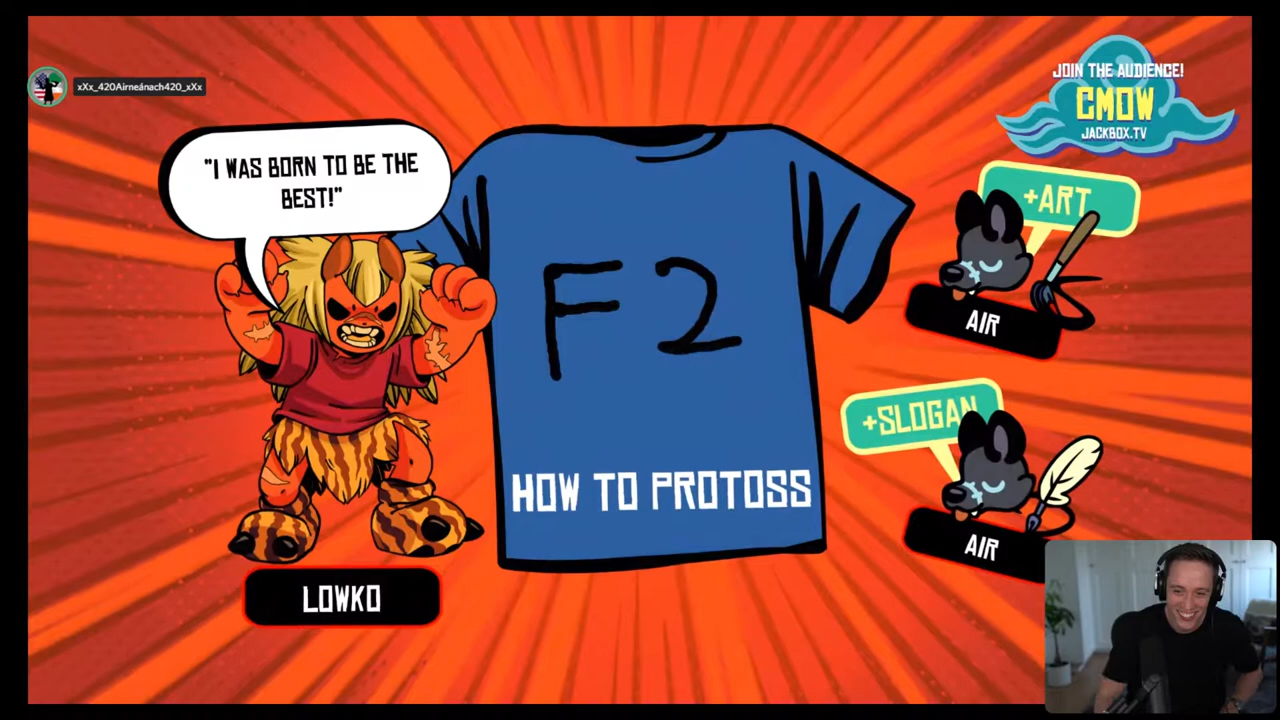 JOIN THE AUDIENCE!
CMOW
JACKBOX.TV
xXx_420Airneánach420_xXx
"I WAS BORN TO BE THE
BEST!"
+ART
AIR
F2
+SLOGAN
HOW TO PROTOSS
AIR
LOWKO